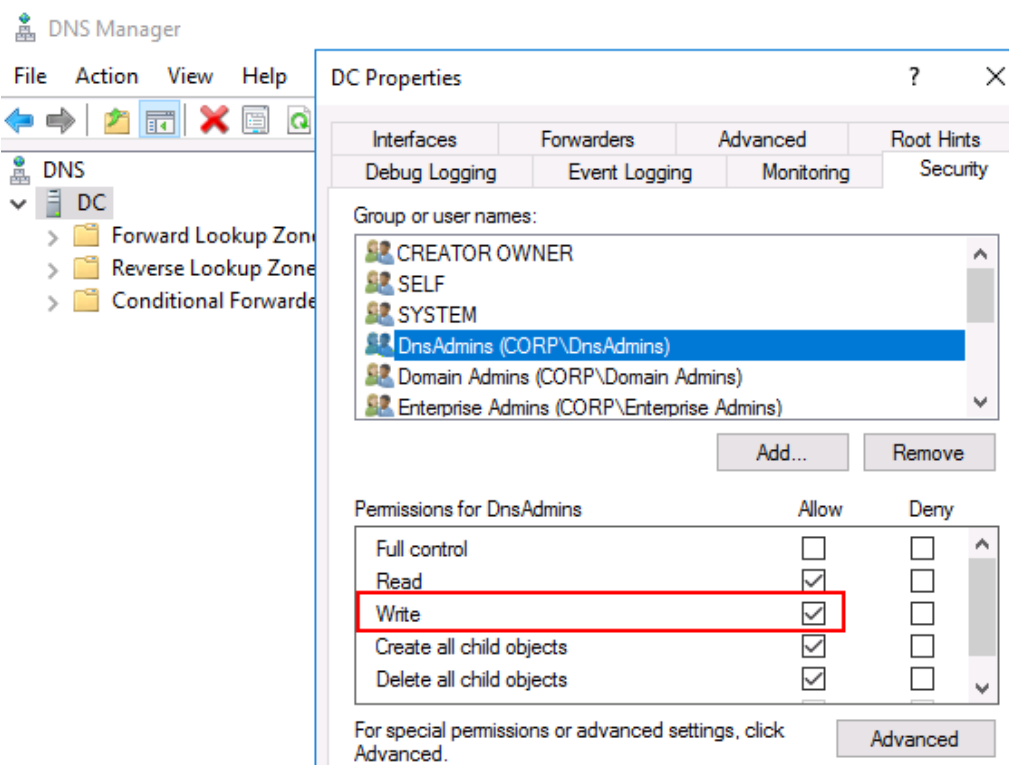 DNS Manager
File Action View Help
DNS
DC
Forward Lookup Zon
Reverse Lookup Zone
Conditional Forwarde
DC Properties
?
Interfaces Forwarders Advanced Root Hints
Debug Logging Event Logging Monitoring Security
Group or user names:
CREATOR OWNER
SELF
SYSTEM
DnsAdmins (CORP\DnsAdmins)
Domain Admins (CORP\Domain Admins)
Enterprise Admins (CORP\Enterprise Admins)
Add... Remove
Permissions for DnsAdmins Allow Deny
Full control
Read
Write
Create all child objects
Delete all child objects
For special permissions or advanced settings, click
Advanced.
Advanced